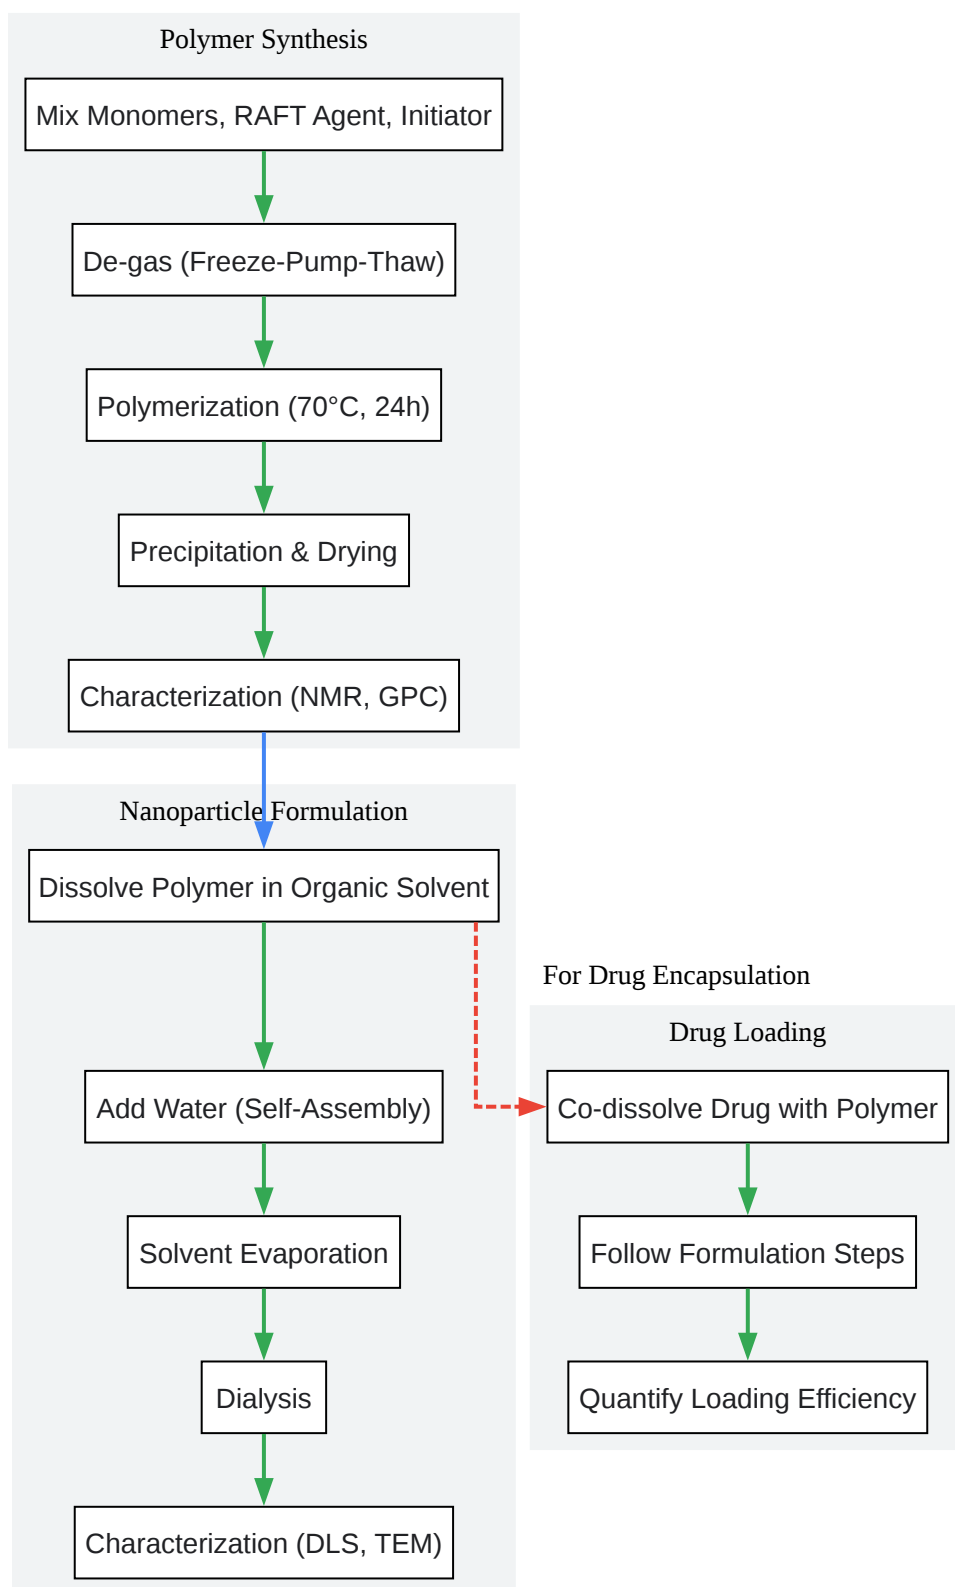 Polymer Synthesis
Mix Monomers, RAFT Agent, Initiator
De-gas (Freeze-Pump-Thaw)
Polymerization (70°C, 24h)
Precipitation & Drying
Characterization (NMR, GPC)
Nanoparticle Formulation
Dissolve Polymer in Organic Solvent
Add Water (Self-Assembly)
Solvent Evaporation
Dialysis
Characterization (DLS, TEM)
For Drug Encapsulation
Drug Loading
Co-dissolve Drug with Polymer
Follow Formulation Steps
Quantify Loading Efficiency